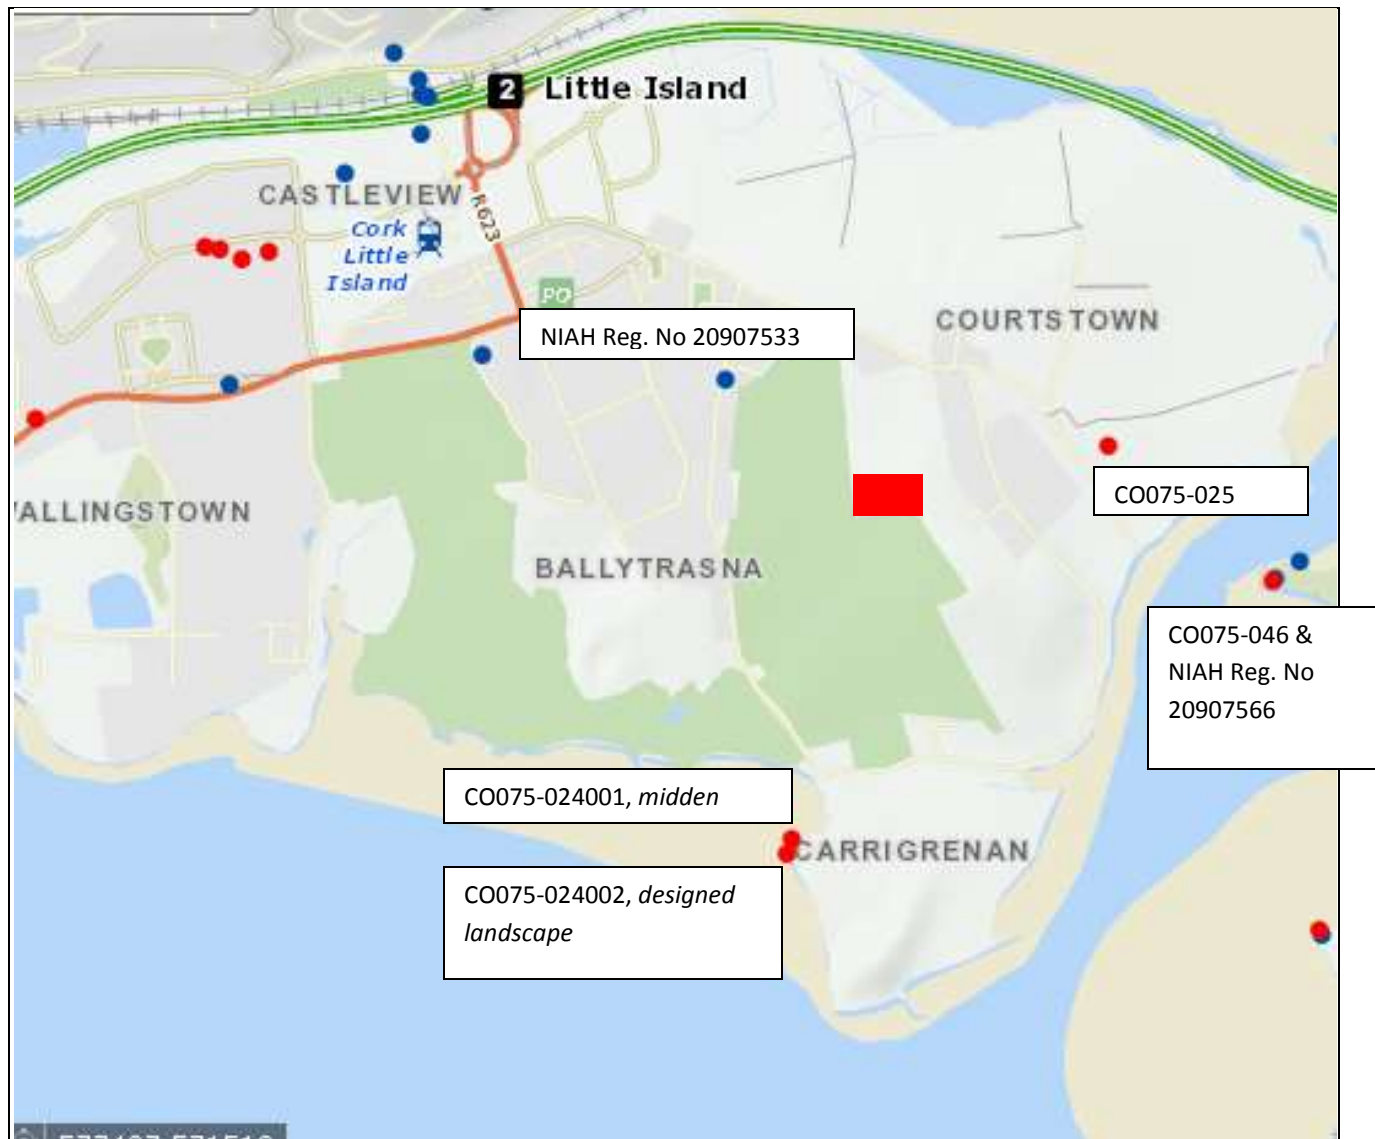 2 Little Island
CASTLEVIEW
R623
Cork
Little
Island
PO
NIAH Reg. No 20907533
COURTSTOWN
CO075-025
BALLYTRASNA
CO075-046 &
NIAH Reg. No
20907566
CO075-024001, midden
CARRIGRENAN
CO075-024002, designed
landscape